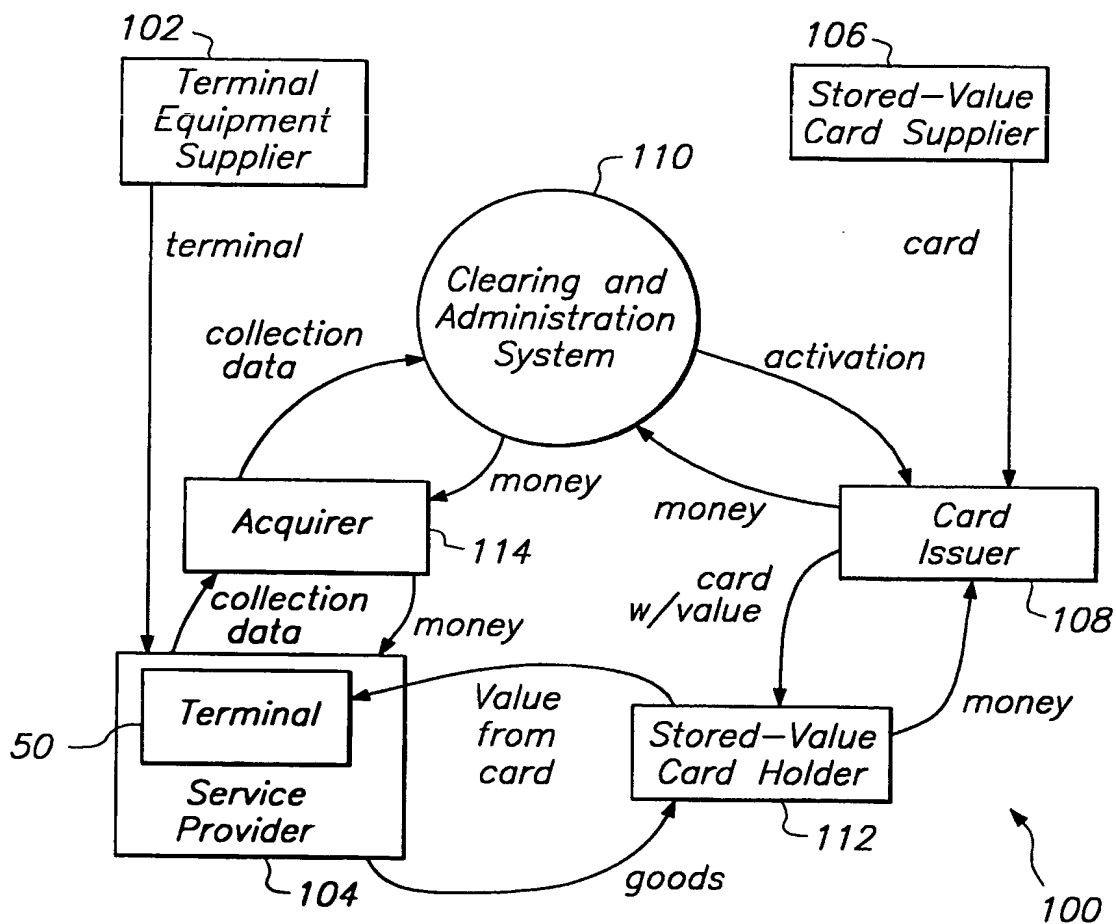 102
Terminal
Equipment
Supplier
106
Stored-Value
Card Supplier
110
terminal
card
Clearing and
Administration
System
collection
data
activation
money
money
Acquirer
114
Card
Issuer
108
collection
data
money
card
w/value
money
Terminal
50
Value
from
card
Stored-Value
Card Holder
112
Service
Provider
104
goods
100